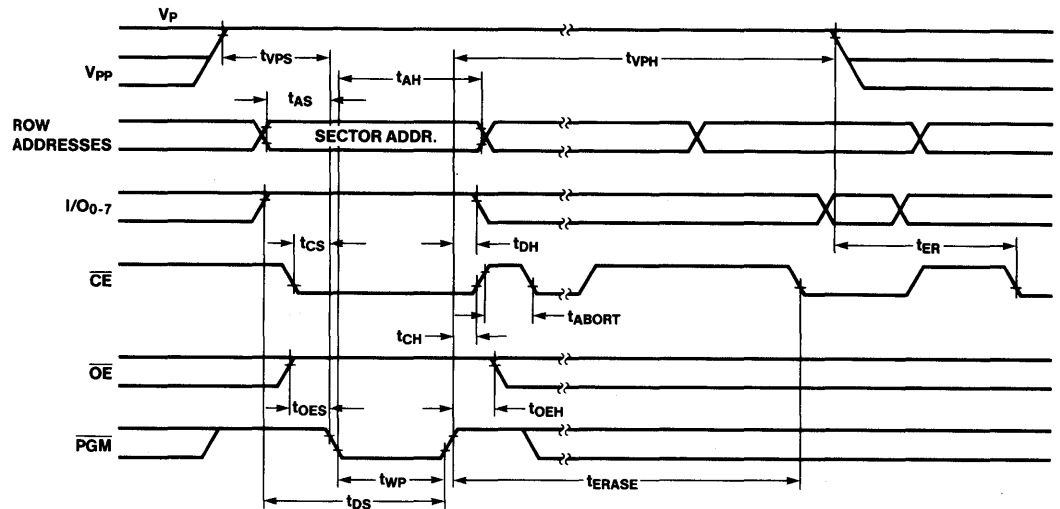 VP
VPP
tVPS
tVPH
tAH
tAS
ROW
ADDRESSES
SECTOR ADDR.
I/O0-7
tCS
tDH
tER
CE
tABORT
tCH
OE
tOES
tOEH
PGM
tWP
tERASE
tDS